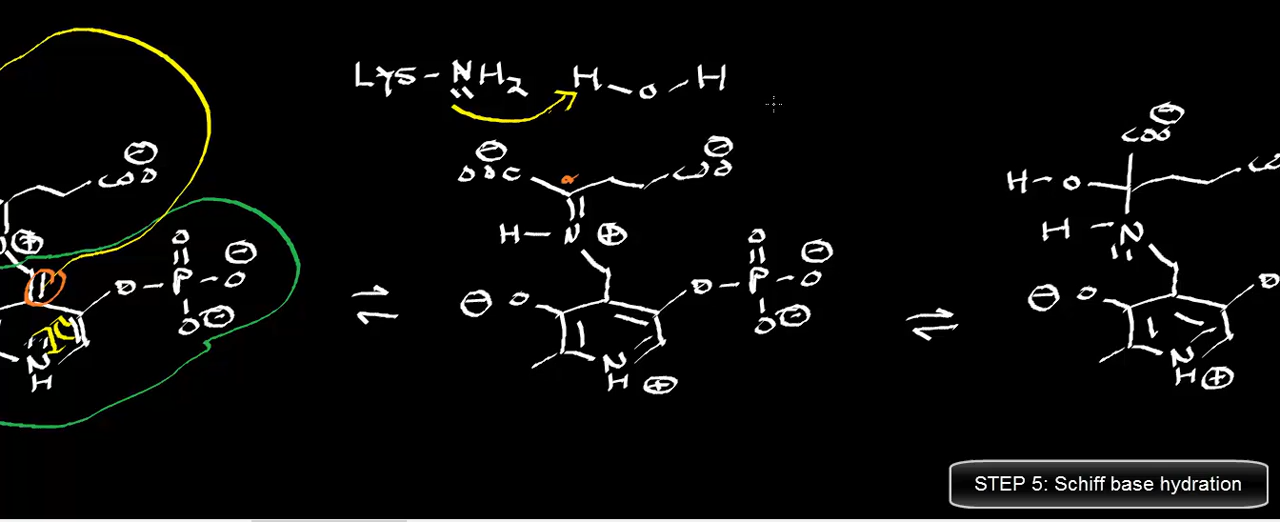 LYS - NH2 H - O - H
COO ⊖
⊖
⊖ OOC COO ⊖
COO ⊖
H - O
⊕
H - N ⊕
H - N
O
O - P - O ⊖
O ⊖
⊖ O
O - P - O ⊖
O ⊖
⊖ O
N
H
N
H ⊕
N
H ⊕
STEP 5: Schiff base hydration